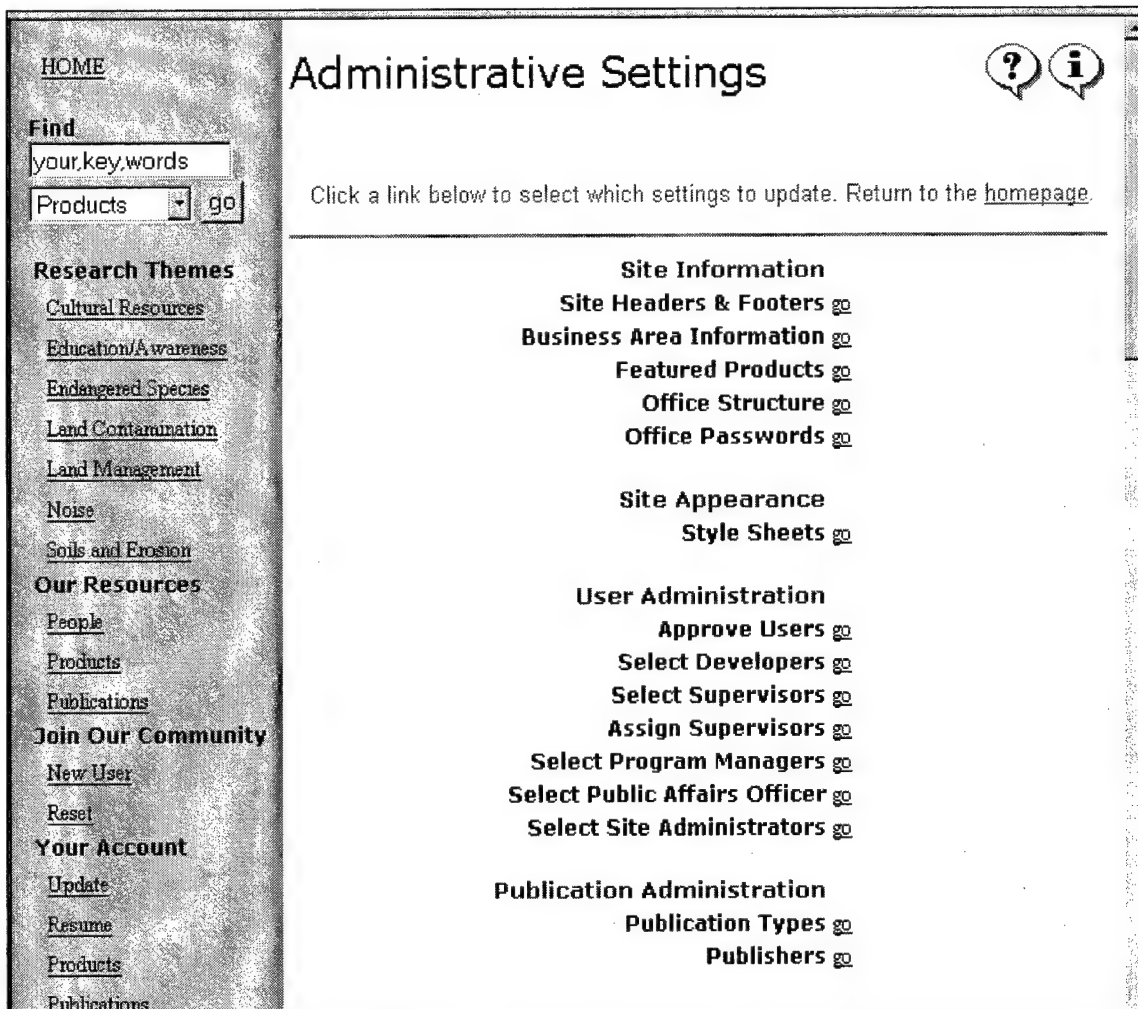 HOME
Find
your,key,words
Products go
Research Themes
Cultural Resources
Education/Awareness
Endangered Species
Land Contamination
Land Management
Noise
Soils and Erosion
Our Resources
People
Products
Publications
Join Our Community
New User
Reset
Your Account
Update
Resume
Products
Publications
Administrative Settings
? i
Click a link below to select which settings to update. Return to the homepage.
Site Information
Site Headers & Footers go
Business Area Information go
Featured Products go
Office Structure go
Office Passwords go
Site Appearance
Style Sheets go
User Administration
Approve Users go
Select Developers go
Select Supervisors go
Assign Supervisors go
Select Program Managers go
Select Public Affairs Officer go
Select Site Administrators go
Publication Administration
Publication Types go
Publishers go